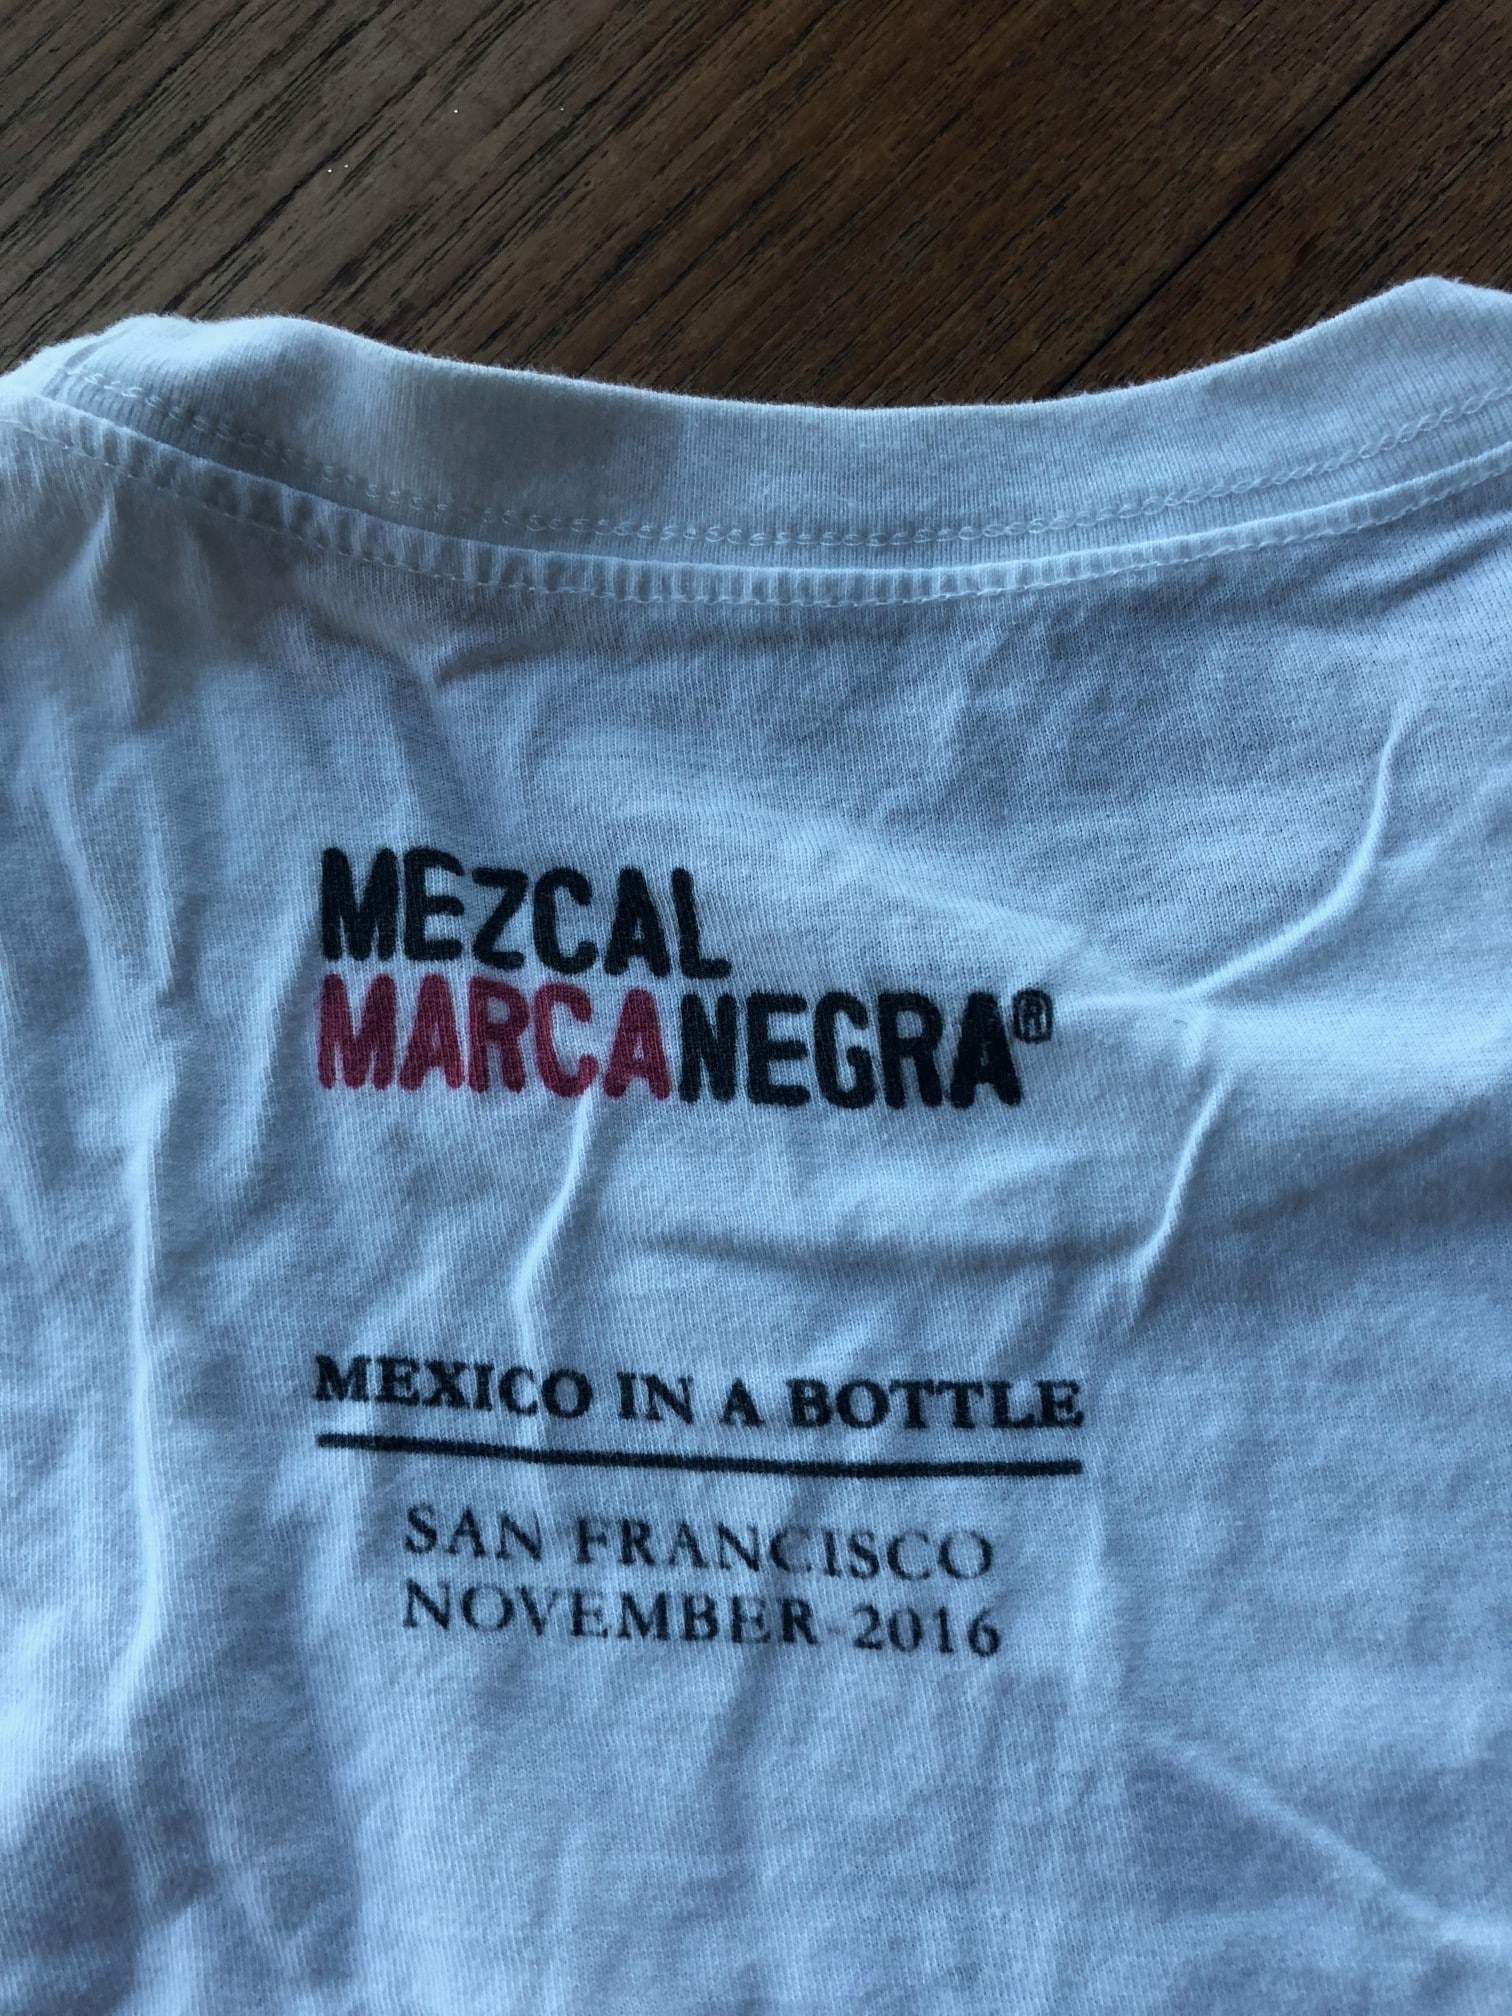 MEZCAL
MARCANEGRA®
MEXICO IN A BOTTLE
SAN FRANCISCO
NOVEMBER 2016